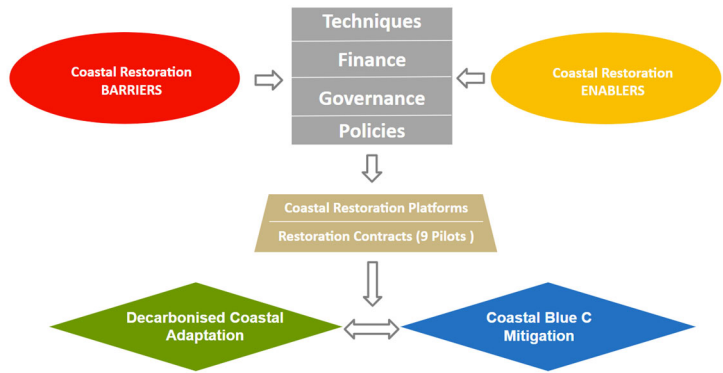 Techniques
Finance
Governance
Policies
Coastal Restoration
BARRIERS
Coastal Restoration
ENABLERS
Coastal Restoration Platforms
Restoration Contracts (9 Pilots )
Decarbonised Coastal
Adaptation
Coastal Blue C
Mitigation